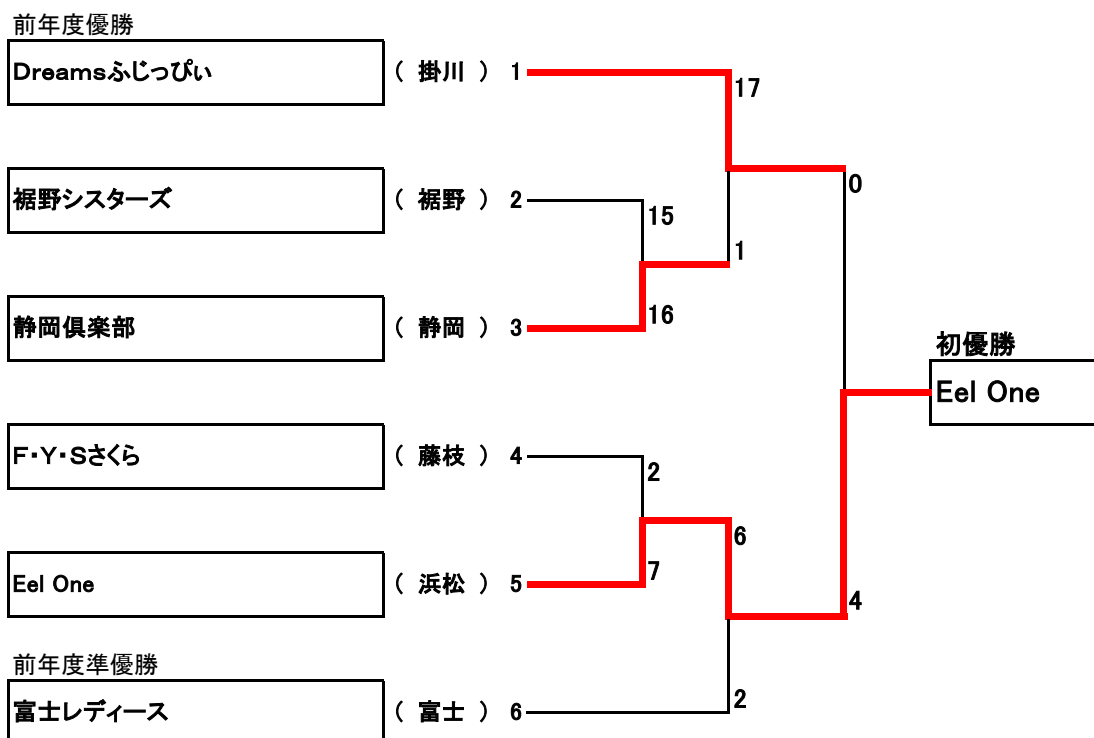 前年度優勝
Dreamsふじっぴぃ ( 掛川 ) 1
17
裾野シスターズ ( 裾野 ) 2
0
15
1
静岡俱楽部 ( 静岡 ) 3
16
初優勝
Eel One
F・Y・Sさくら ( 藤枝 ) 4
2
6
Eel One ( 浜松 ) 5
7
4
前年度準優勝
富士レディース ( 富士 ) 6
2